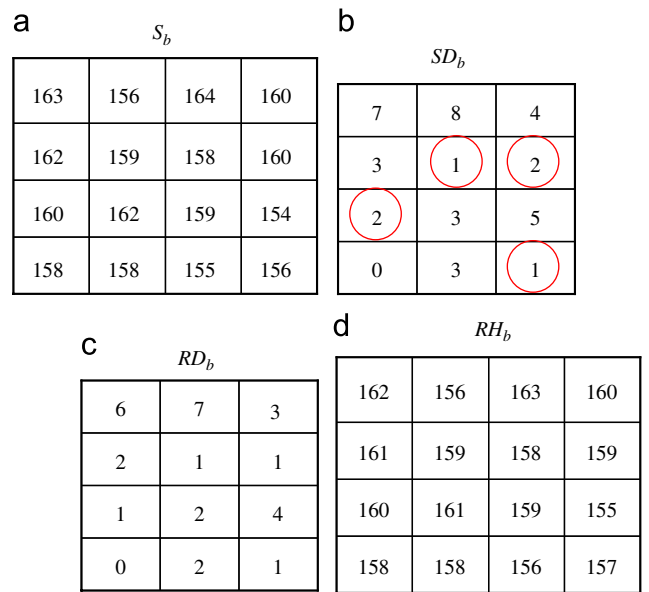 a
S_b
163 156 164 160
162 159 158 160
160 162 159 154
158 158 155 156
b
SD_b
7 8 4
3 1 2
2 3 5
0 3 1
c
RD_b
6 7 3
2 1 1
1 2 4
0 2 1
d
RH_b
162 156 163 160
161 159 158 159
160 161 159 155
158 158 156 157